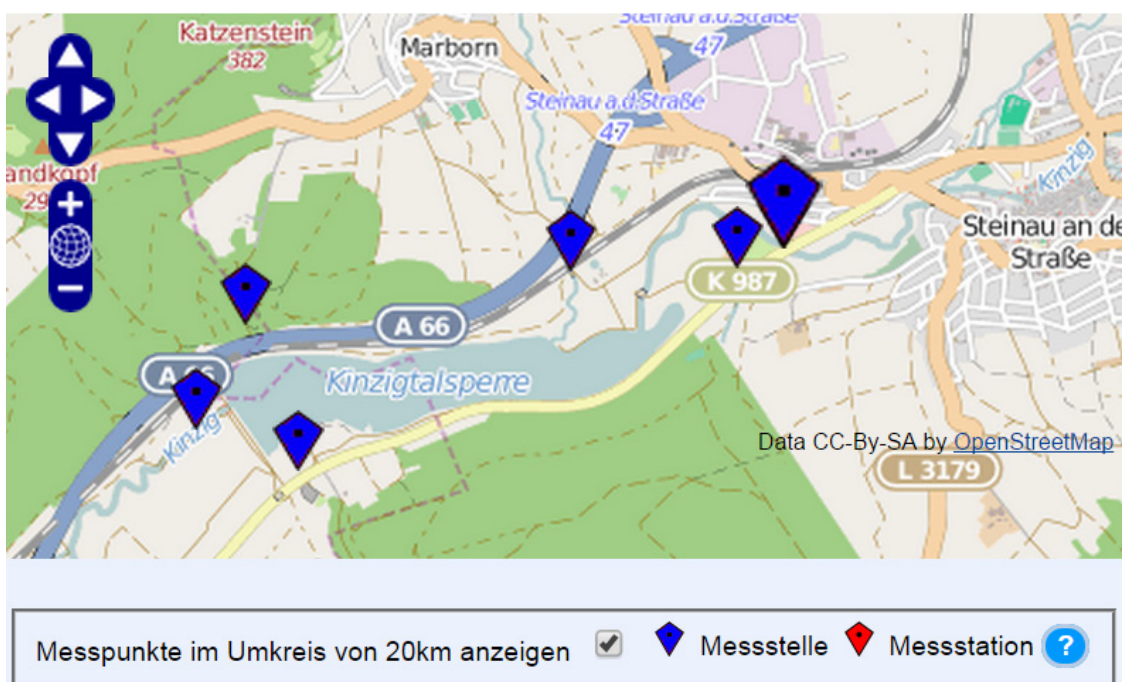 Steinau a.d.Straße
47
Katzenstein
382
Marborn
Steinau a.d.Straße
47
andkopf
29
+
−
Kinzig
Steinau an de
Straße
K 987
A 66
A 66
Kinzigtalsperre
Kinzig
Data CC-By-SA by OpenStreetMap
L 3179
Messpunkte im Umkreis von 20km anzeigen Messstelle Messstation ?